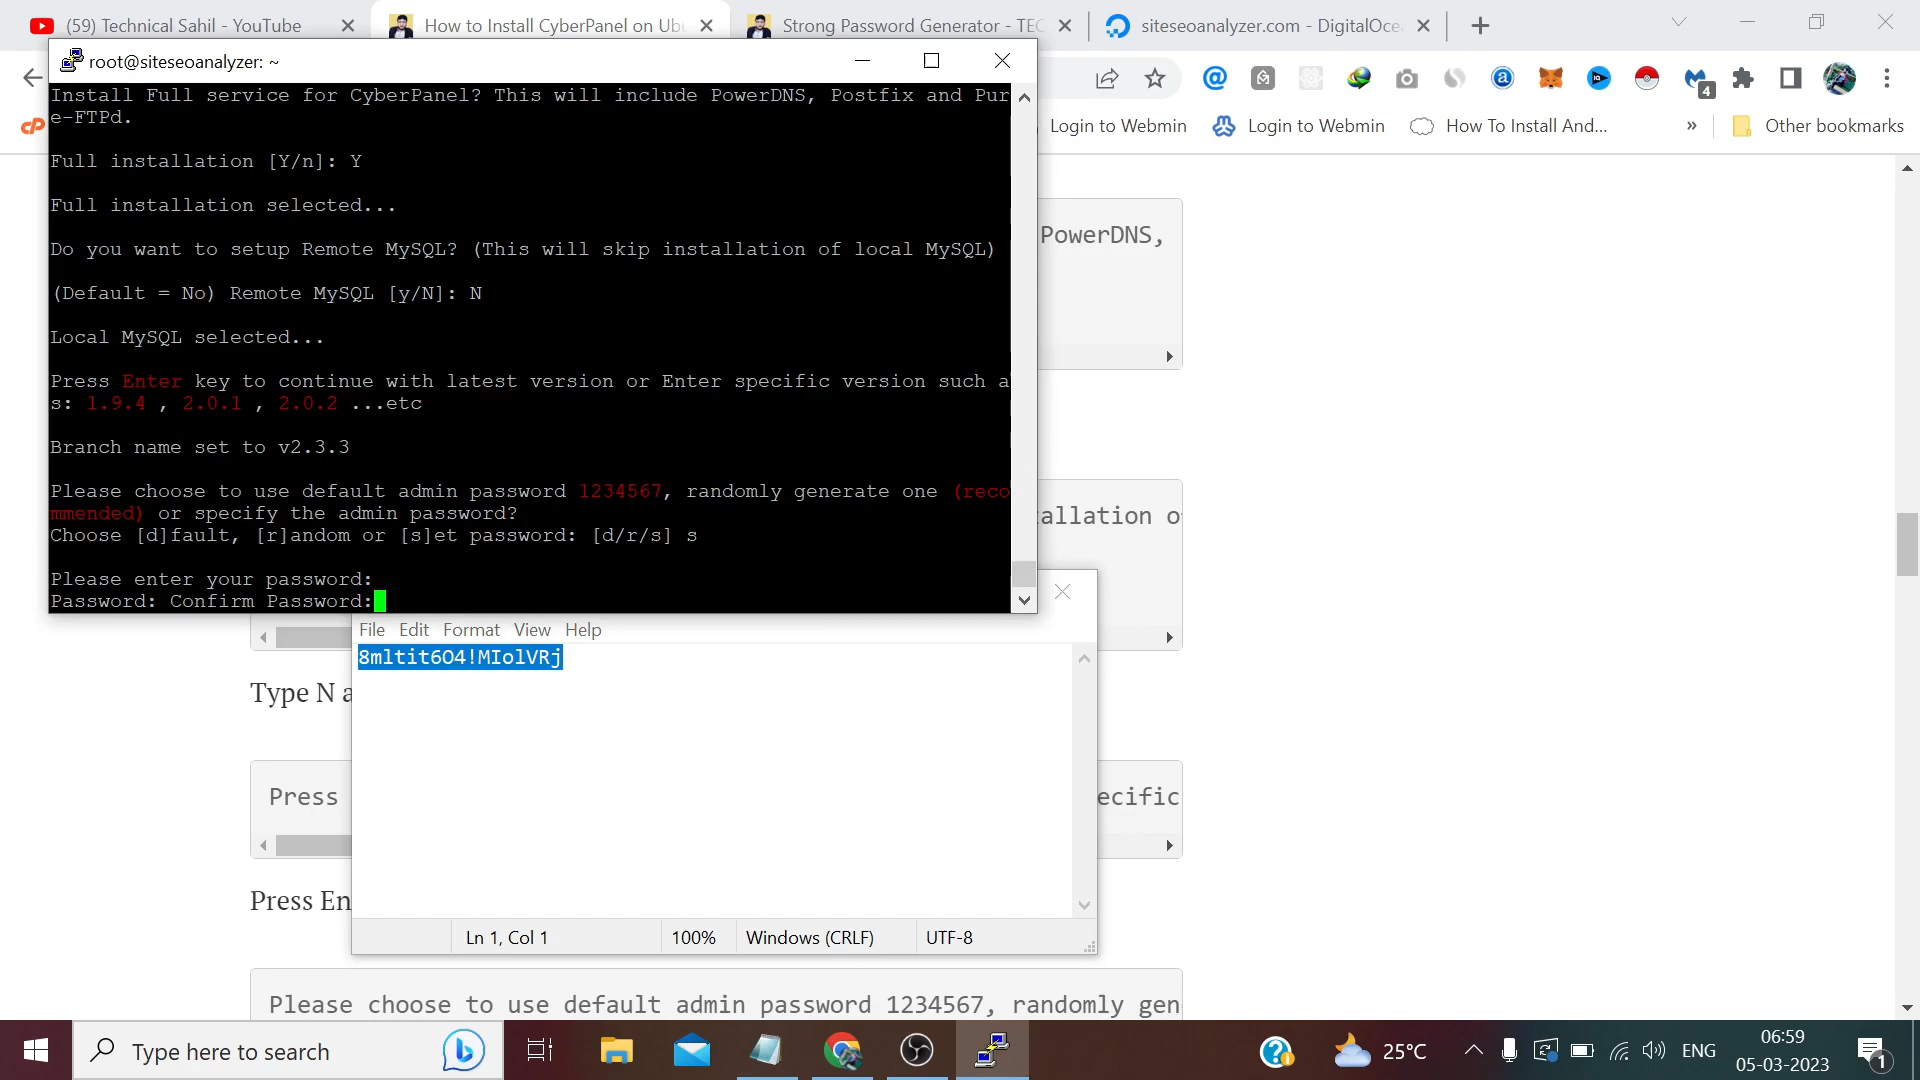 (59) Technical Sahil - YouTube
How to Install CyberPanel on Ub
Strong Password Generator - TEC
siteseoanalyzer.com - DigitalOce
root@siteseoanalyzer: ~
4
Login to Webmin
Login to Webmin
How To Install And...
»
Other bookmarks
Install Full service for CyberPanel? This will include PowerDNS, Postfix and Pur
e-FTPd.
Full installation [Y/n]: Y
Full installation selected...
Do you want to setup Remote MySQL? (This will skip installation of local MySQL)
(Default = No) Remote MySQL [y/N]: N
Local MySQL selected...
Press Enter key to continue with latest version or Enter specific version such a
s: 1.9.4 , 2.0.1 , 2.0.2 ...etc
Branch name set to v2.3.3
Please choose to use default admin password 1234567, randomly generate one (reco
mmended) or specify the admin password?
Choose [d]fault, [r]andom or [s]et password: [d/r/s] s
Please enter your password:
Password: Confirm Password:
PowerDNS,
allation o
File Edit Format View Help
8mltit6O4!MIolVRj
Type N a
Press
ecific
Press En
Ln 1, Col 1
100%
Windows (CRLF)
UTF-8
Please choose to use default admin password 1234567, randomly gen
Type here to search
25°C
ENG
06:59
05-03-2023
1